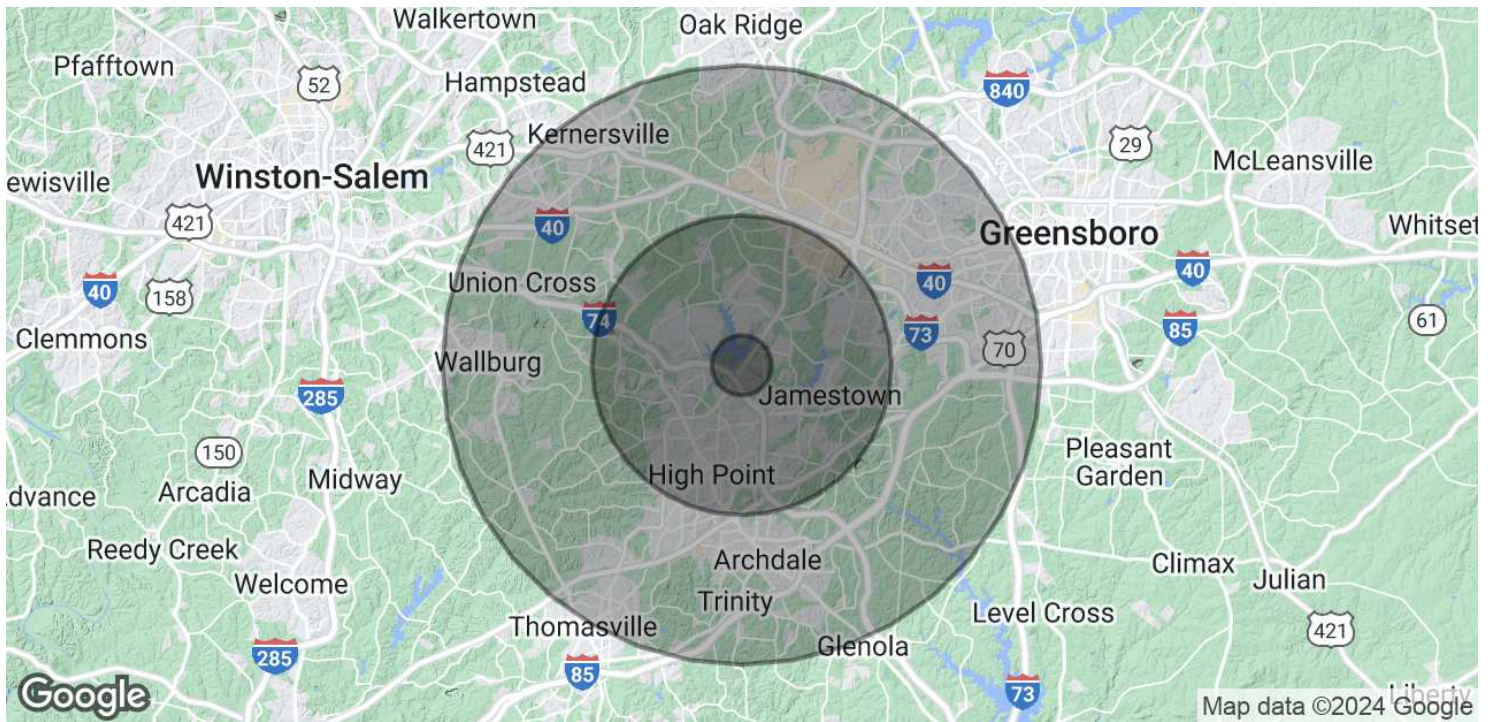 Walkertown
Oak Ridge
Pfafftown
52
Hampstead
840
421
Kernersville
29
McLeansville
Winston-Salem
ewisville
421
40
Greensboro
Whitset
40
40
Union Cross
40
158
74
85
61
Clemmons
73
70
Wallburg
285
Jamestown
150
Pleasant
Garden
High Point
Midway
dvance
Arcadia
Reedy Creek
Archdale
Climax
Julian
Welcome
Trinity
Level Cross
Thomasville
421
Glenola
285
85
73
Liberty
Google
Map data ©2024 Google